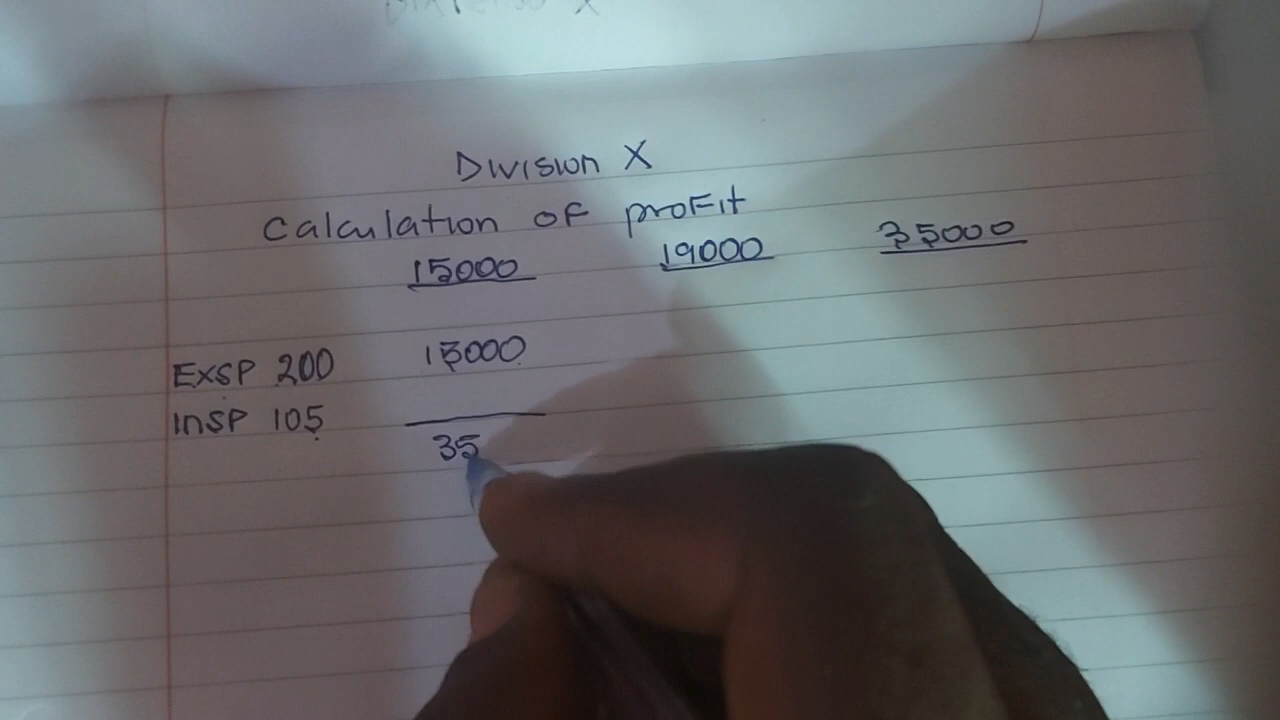 Division X
Calculation of profit
15000 19000 35000
EXSP 200 15000
INSP 105
35